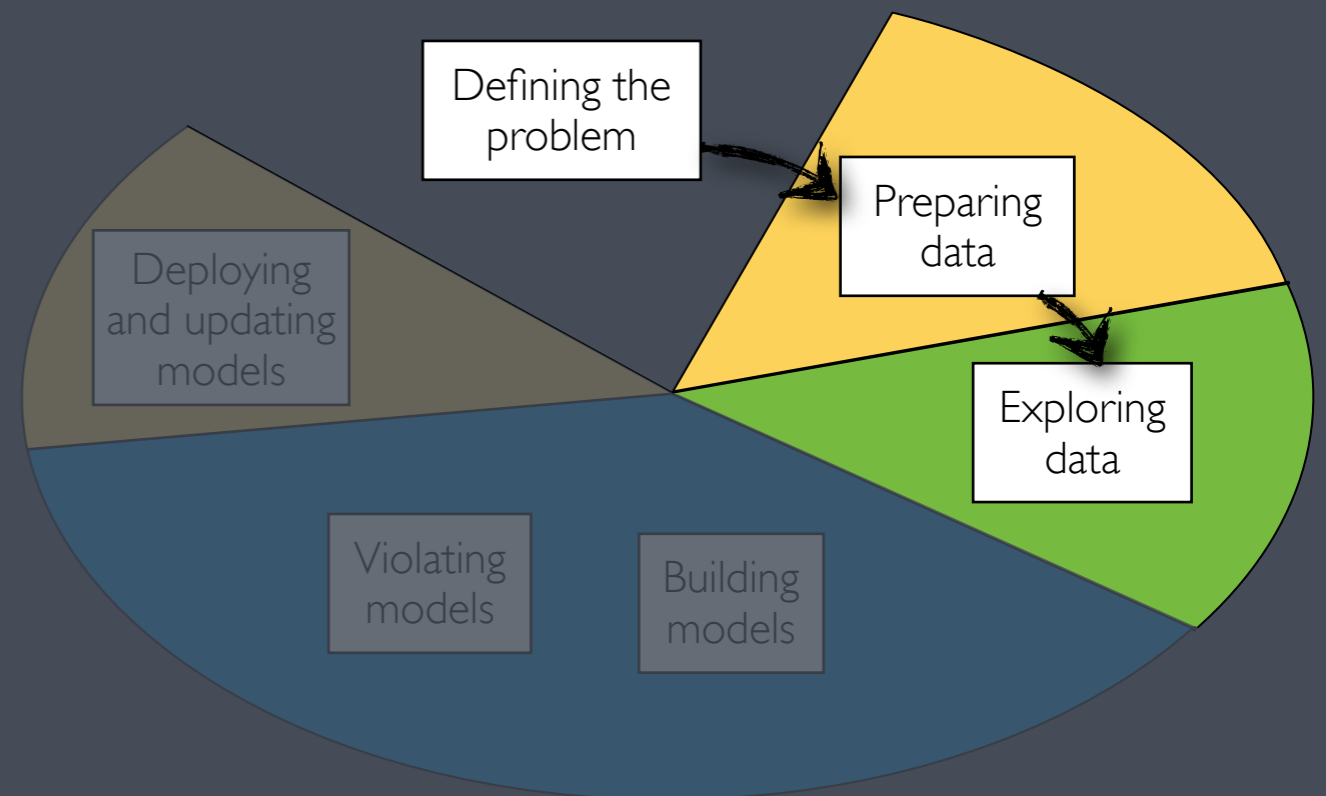 Defining the
problem
Preparing
data
Exploring
data
Building
models
Violating
models
Deploying
and updating
models